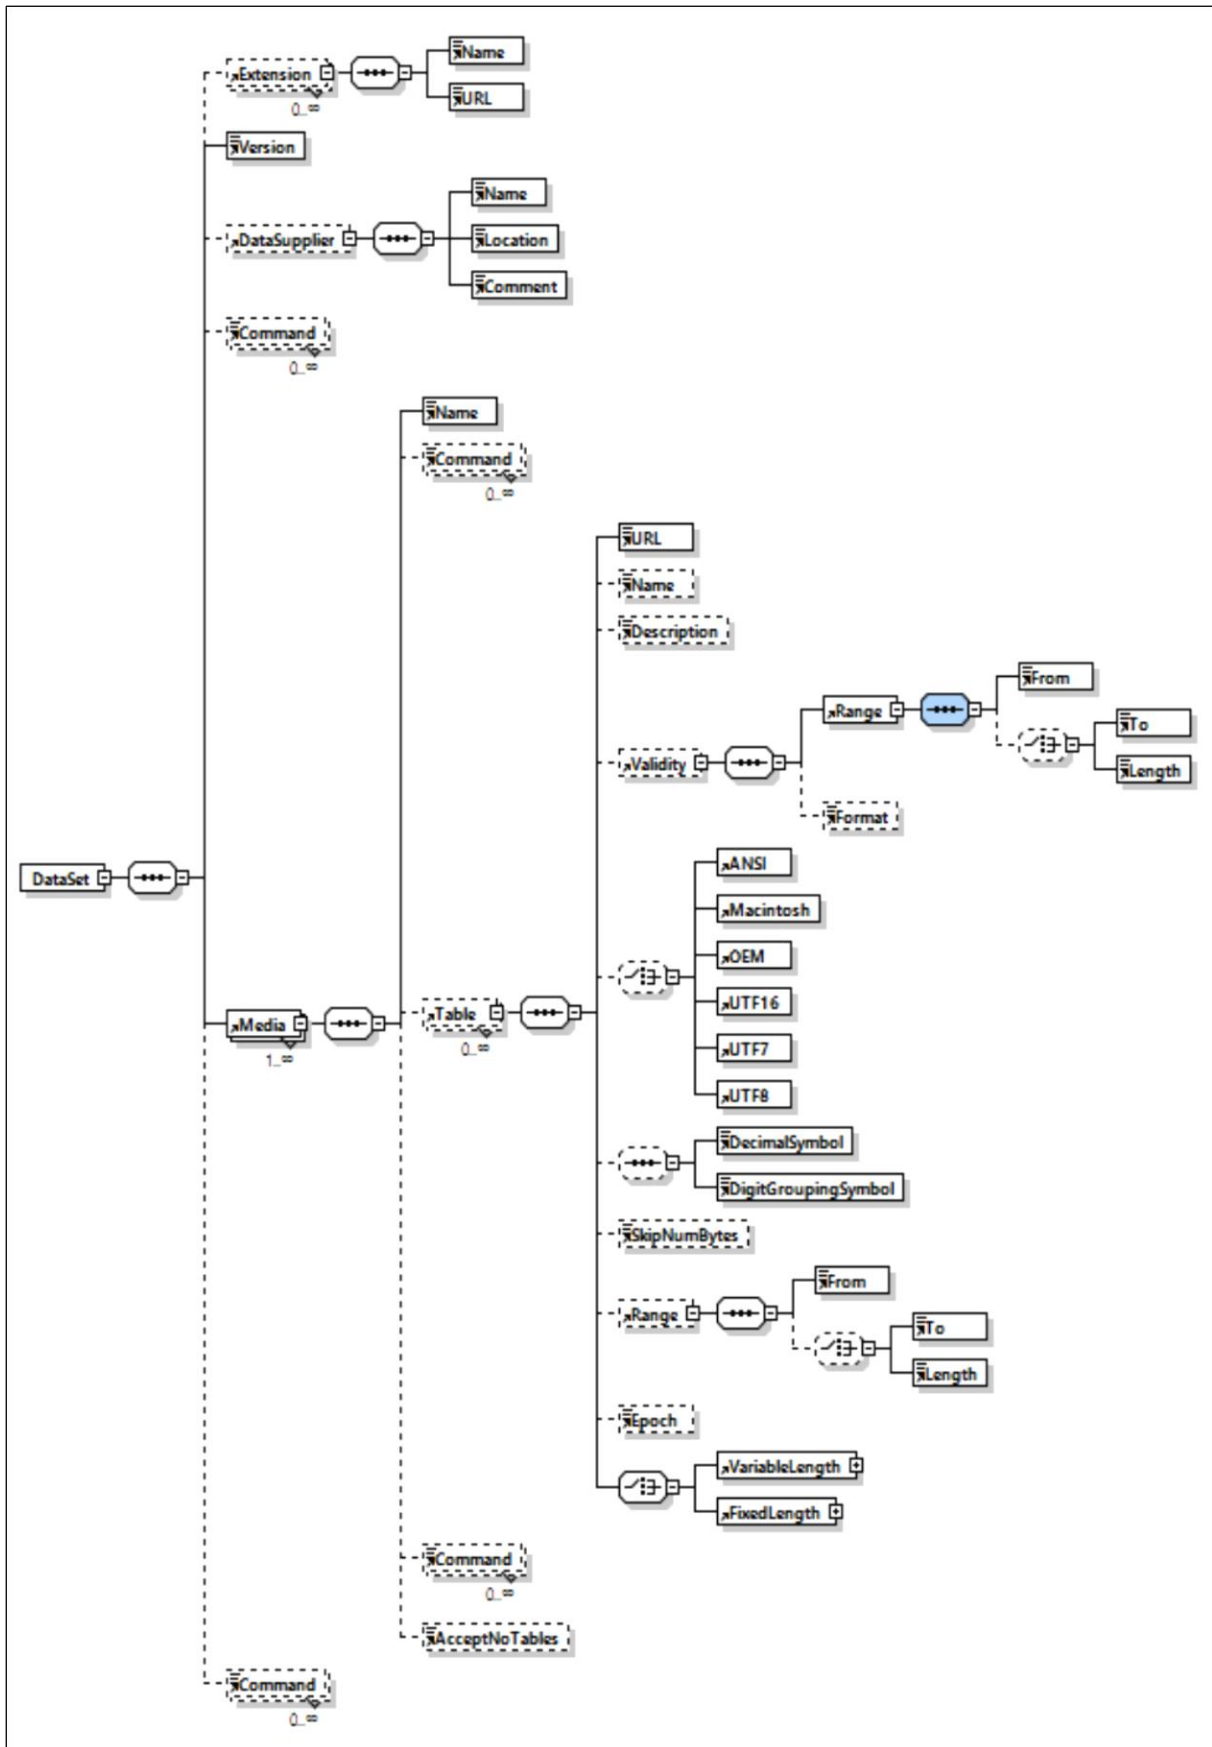 Name
Extension
0..∞
URL
Version
Name
DataSupplier
Location
Comment
Command
0..∞
Name
Command
0..∞
URL
Name
Description
From
Range
To
Validity
Length
Format
ANSI
DataSet
Macintosh
OEM
UTF16
Media
1..∞
Table
0..∞
UTF7
UTF8
DecimalSymbol
DigitGroupingSymbol
SkipNumBytes
From
Range
To
Length
Epoch
VariableLength
FixedLength
Command
0..∞
AcceptNoTables
Command
0..∞